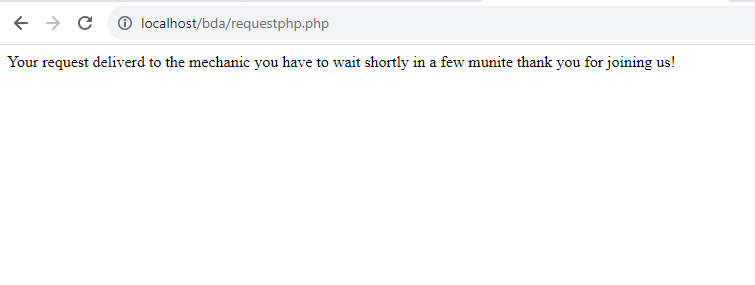 localhost/bda/requestphp.php
Your request deliverd to the mechanic you have to wait shortly in a few munite thank you for joining us!